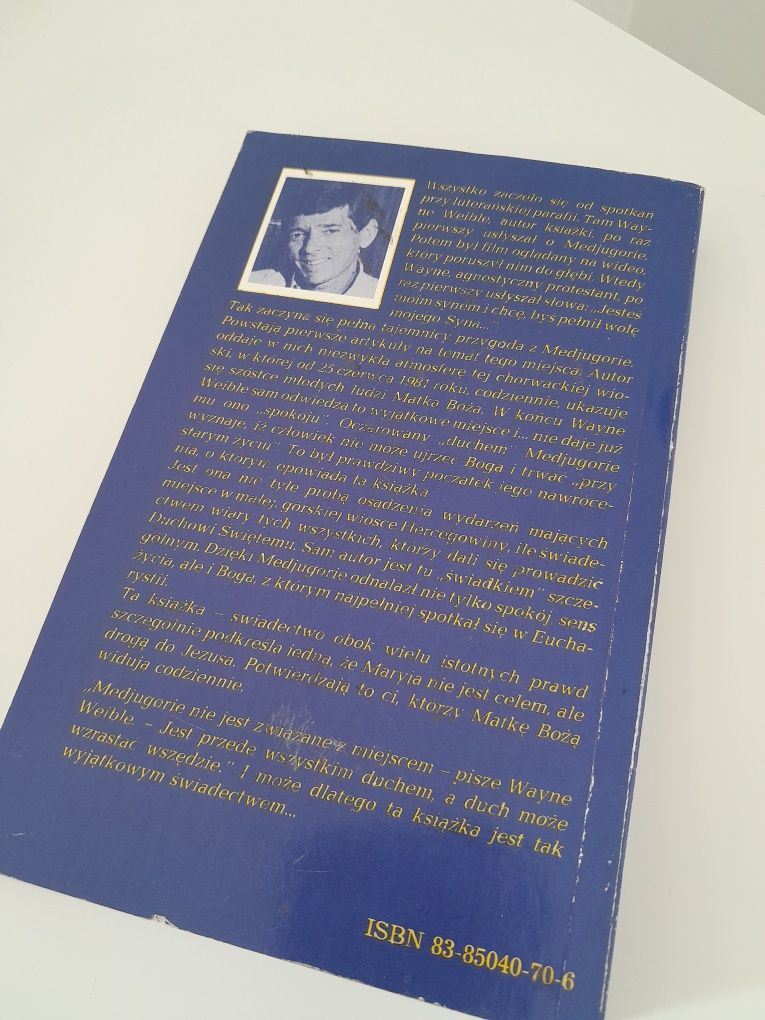 Wszystko zaczęło się od spotkań
przy luterańskiej parafii. Tam Way-
ne Weible, autor książki, po raz
pierwszy usłyszał o Medjugorie.
Potem był film oglądany na wideo,
który poruszył nim do głębi. Wtedy
Wayne, agnostyczny protestant, po
raz pierwszy usłyszał słowa: „Jesteś
moim synem i chcę, byś pełnił wolę
mojego Syna..."
Tak zaczyna się pełna tajemnicy przygoda z Medjugorie.
Powstają pierwsze artykuły na temat tego miejsca. Autor
oddaje w nich niezwykłą atmosferę tej chorwackiej wio-
ski, w której od 25 czerwca 1981 roku, codziennie, ukazuje
się szóstce młodych ludzi Matka Boża. W końcu Wayne
Weible sam odwiedza to wyjątkowe miejsce i... nie daje już
mu ono „spokoju". Oczarowany „duchem" Medjugorie
wyznaje, iż człowiek nie może ujrzeć Boga i trwać „przy
starym życiu". To był prawdziwy początek jego nawróce-
nia, o którym opowiada ta książka.
Jest ona nie tyle próbą osadzenia wydarzeń mających
miejsce w małej, górskiej wiosce Hercegowiny, ile świade-
ctwem wiary tych wszystkich, którzy dali się prowadzić
Duchowi Świętemu. Sam autor jest tu „świadkiem" szcze-
gólnym. Dzięki Medjugorie odnalazł nie tylko spokój, sens
życia, ale i Boga, z którym najpełniej spotkał się w Eucha-
rystii.
Ta książka – świadectwo obok wielu istotnych prawd
szczególnie podkreśla jedną, że Maryja nie jest celem, ale
drogą do Jezusa. Potwierdzają to ci, którzy Matkę Bożą
widują codziennie.
„Medjugorie nie jest związane z miejscem – pisze Wayne
Weible. – Jest przede wszystkim duchem, a duch może
wzrastać wszędzie." I może dlatego ta książka jest tak
wyjątkowym świadectwem...
ISBN 83-85040-70-6